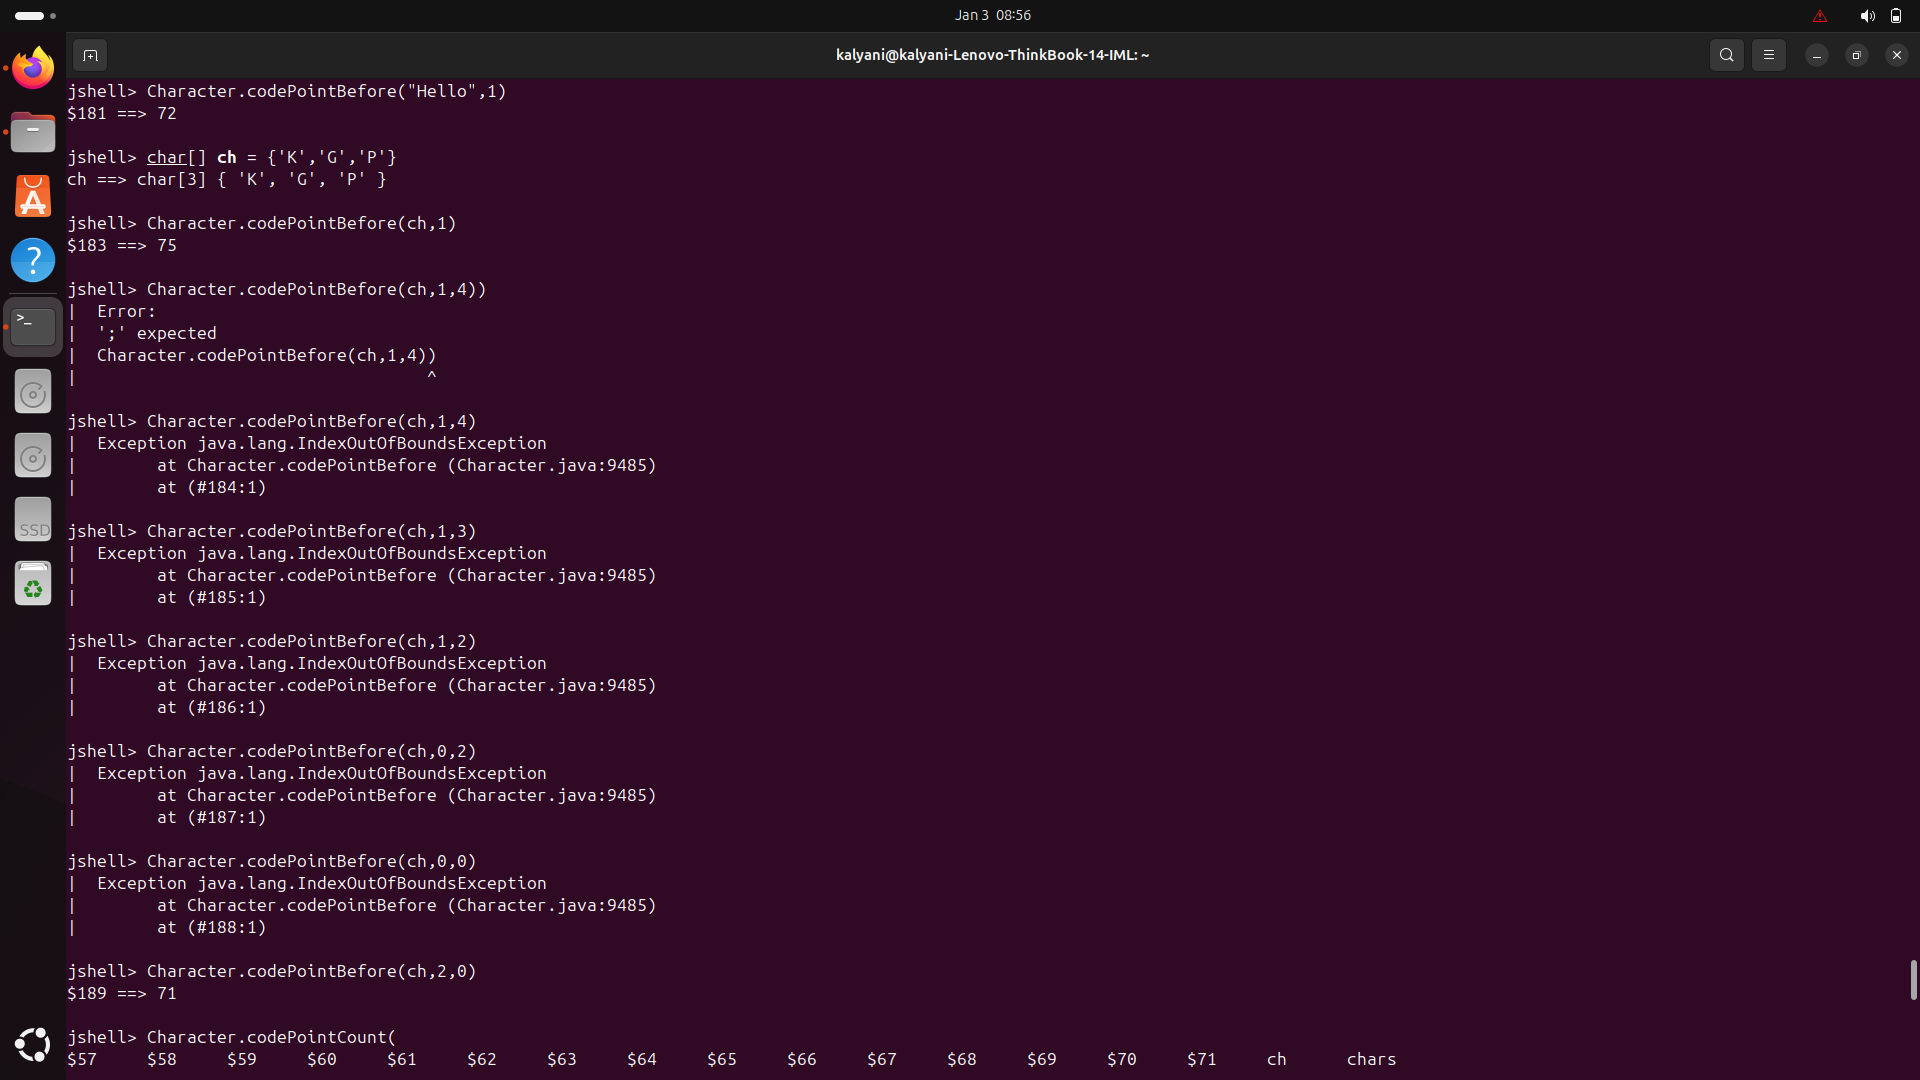 Jan 3  08:56
kalyani@kalyani-Lenovo-ThinkBook-14-IML: ~
jshell> Character.codePointBefore("Hello",1)
$181 ==> 72
jshell> char[] ch = {'K','G','P'}
ch ==> char[3] { 'K', 'G', 'P' }
jshell> Character.codePointBefore(ch,1)
$183 ==> 75
jshell> Character.codePointBefore(ch,1,4))
|  Error:
|  ';' expected
|  Character.codePointBefore(ch,1,4))
|                                   ^
jshell> Character.codePointBefore(ch,1,4)
|  Exception java.lang.IndexOutOfBoundsException
|        at Character.codePointBefore (Character.java:9485)
|        at (#184:1)
jshell> Character.codePointBefore(ch,1,3)
|  Exception java.lang.IndexOutOfBoundsException
|        at Character.codePointBefore (Character.java:9485)
|        at (#185:1)
jshell> Character.codePointBefore(ch,1,2)
|  Exception java.lang.IndexOutOfBoundsException
|        at Character.codePointBefore (Character.java:9485)
|        at (#186:1)
jshell> Character.codePointBefore(ch,0,2)
|  Exception java.lang.IndexOutOfBoundsException
|        at Character.codePointBefore (Character.java:9485)
|        at (#187:1)
jshell> Character.codePointBefore(ch,0,0)
|  Exception java.lang.IndexOutOfBoundsException
|        at Character.codePointBefore (Character.java:9485)
|        at (#188:1)
jshell> Character.codePointBefore(ch,2,0)
$189 ==> 71
jshell> Character.codePointCount(
$57     $58     $59     $60     $61     $62     $63     $64     $65     $66     $67     $68     $69     $70     $71     ch      chars
SSD